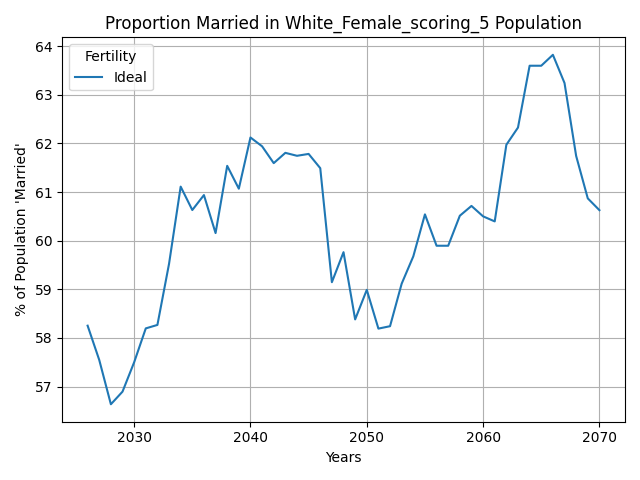 Proportion Married in White_Female_scoring_5 Population
Fertility
Ideal
% of Population 'Married'
64
63
62
61
60
59
58
57
2030 2040 2050 2060 2070
Years